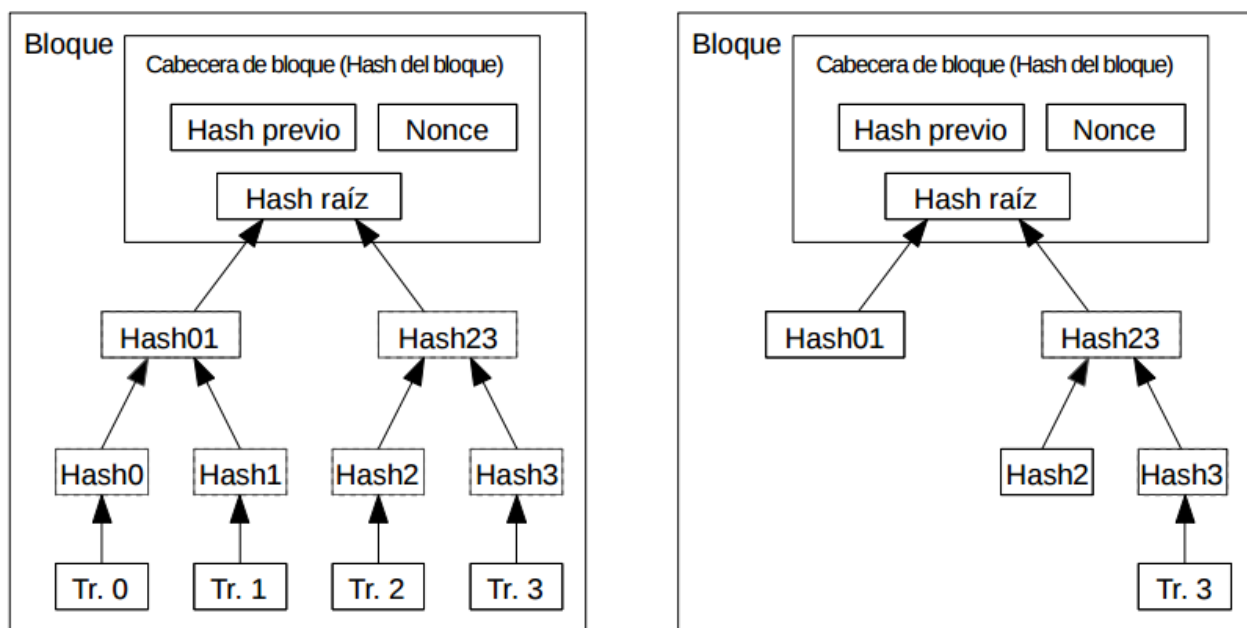 Bloque
Cabecera de bloque (Hash del bloque)
Hash previo
Nonce
Hash raíz
Hash01
Hash23
Hash0
Hash1
Hash2
Hash3
Tr. 0
Tr. 1
Tr. 2
Tr. 3
Bloque
Cabecera de bloque (Hash del bloque)
Hash previo
Nonce
Hash raíz
Hash01
Hash23
Hash2
Hash3
Tr. 3